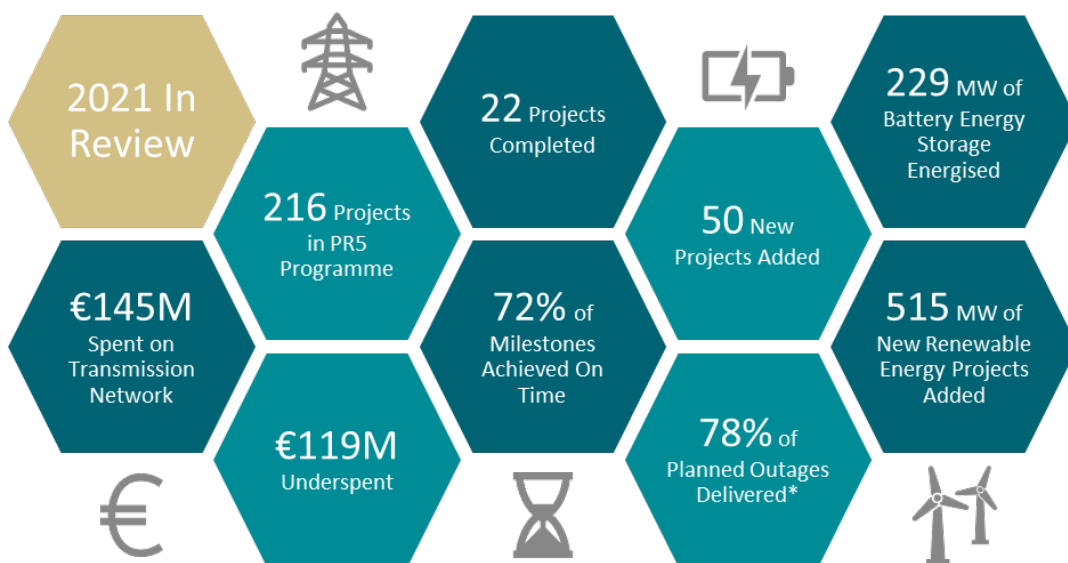 2021 In
Review
216 Projects
in PR5
Programme
22 Projects
Completed
50 New
Projects Added
229 MW of
Battery Energy
Storage
Energised
€145M
Spent on
Transmission
Network
€119M
Underspent
72% of
Milestones
Achieved On
Time
78% of
Planned Outages
Delivered*
515 MW of
New Renewable
Energy Projects
Added